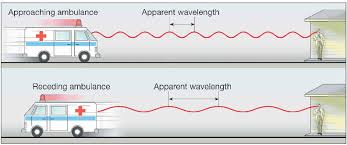 Approaching ambulance
Apparent wavelength
Receding ambulance
Apparent wavelength